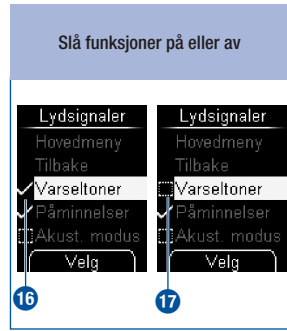 Slå funksjoner på eller av
Lydsignaler
Hovedmeny
Tilbake
Varseltoner
Påminnelser
Akust. modus
Velg
16
Lydsignaler
Hovedmeny
Tilbake
Varseltoner
Påminnelser
Akust. modus
Velg
17